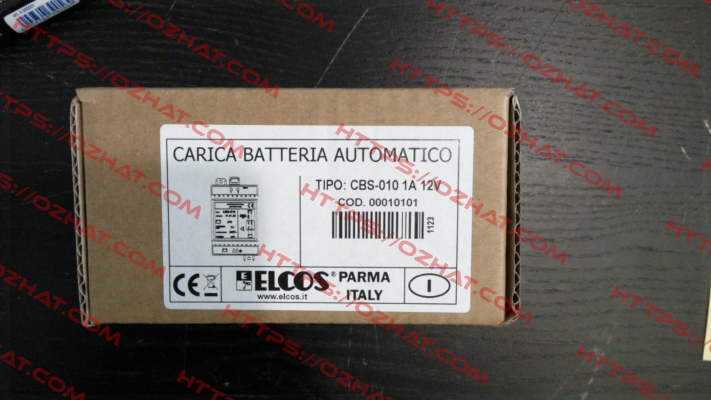 CARICA BATTERIA AUTOMATICO
TIPO: CBS-010 1A 12V
COD. 00010101
1123
CE
ELCOS® PARMA
www.elcos.it ITALY
I
HTTPS://OZHAT.COM